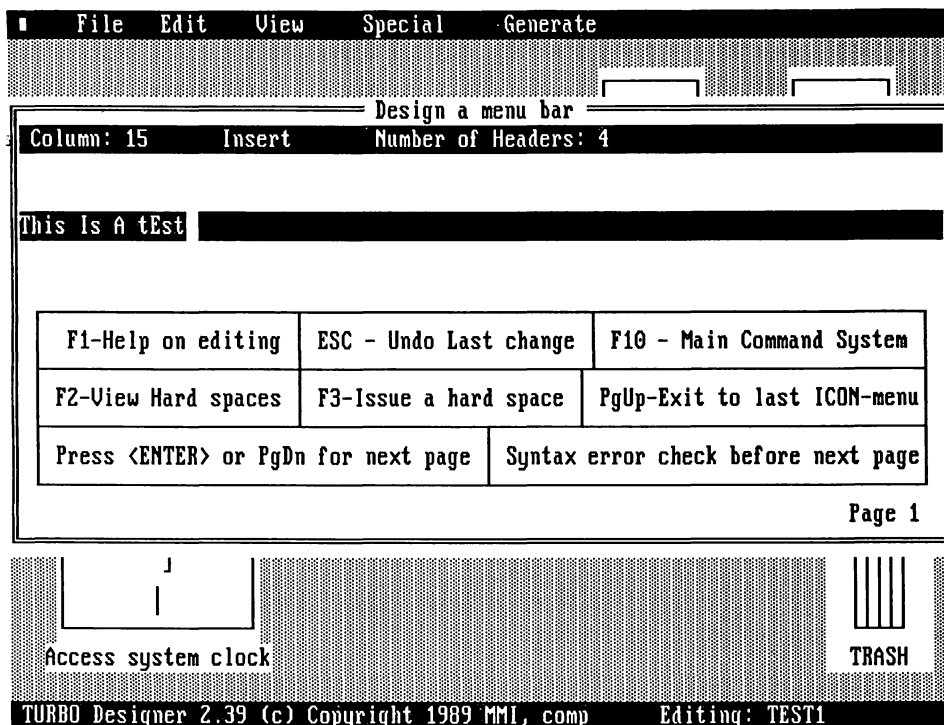 File Edit View Special Generate
Design a menu bar
Column: 15 Insert Number of Headers: 4
This Is A tEst
F1-Help on editing ESC - Undo Last change F10 - Main Command System
F2-View Hard spaces F3-Issue a hard space PgUp-Exit to last ICON-menu
Press <ENTER> or PgDn for next page Syntax error check before next page
Page 1
Access system clock TRASH
TURBO Designer 2.39 (c) Copyright 1989 MMI, comp Editing: TEST1